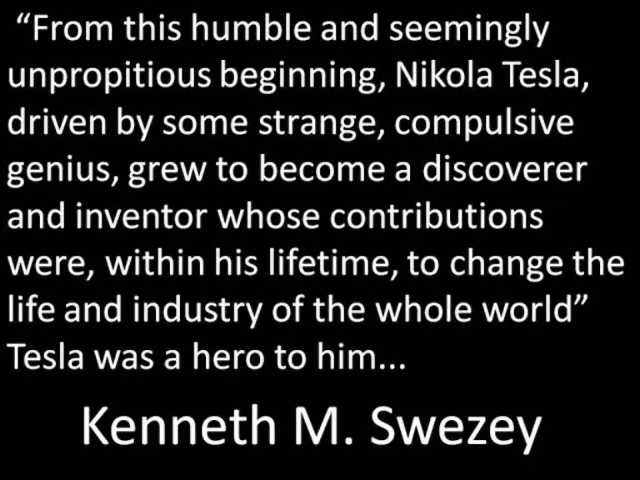 “From this humble and seemingly
unpropitious beginning, Nikola Tesla,
driven by some strange, compulsive
genius, grew to become a discoverer
and inventor whose contributions
were, within his lifetime, to change the
life and industry of the whole world”
Tesla was a hero to him...
Kenneth M. Swezey